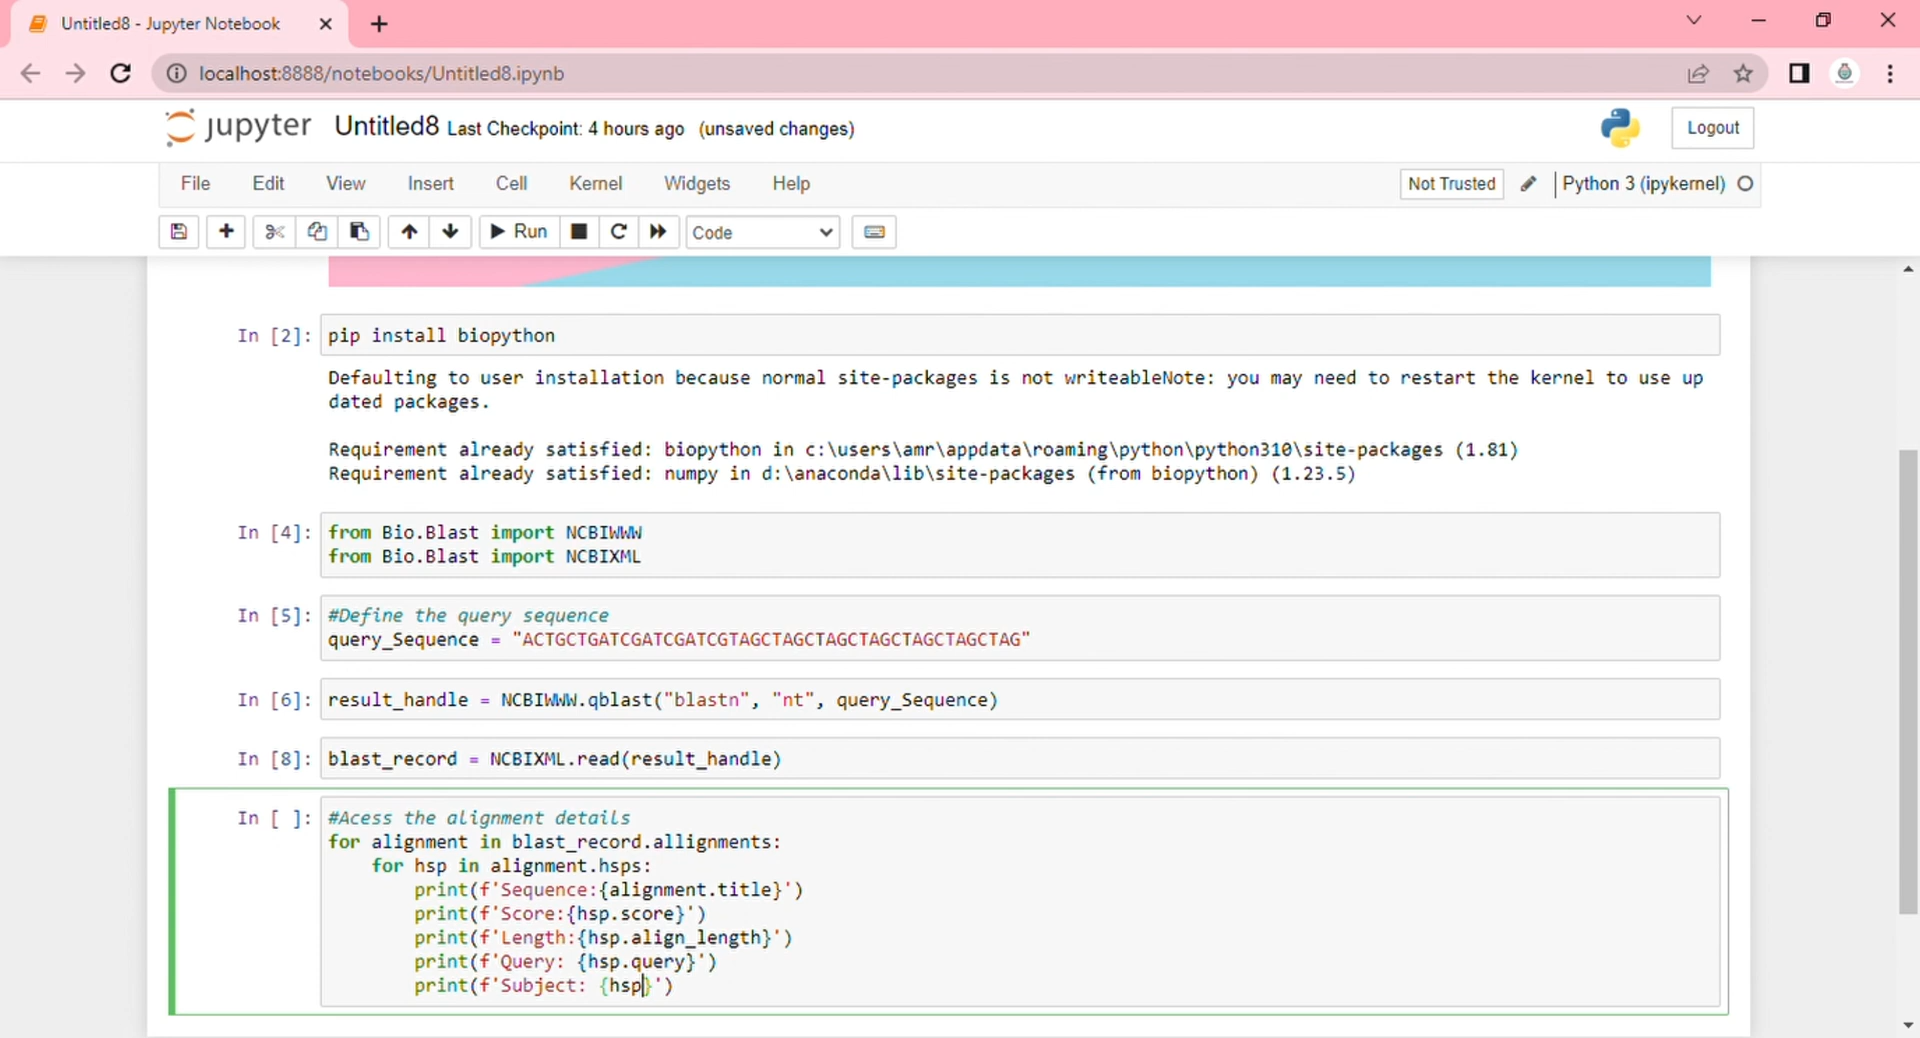 Untitled8 - Jupyter Notebook
localhost:8888/notebooks/Untitled8.ipynb
jupyter Untitled8 Last Checkpoint: 4 hours ago (unsaved changes)
Logout
File Edit View Insert Cell Kernel Widgets Help
Not Trusted Python 3 (ipykernel)
Run Code
In [2]: pip install biopython
Defaulting to user installation because normal site-packages is not writeableNote: you may need to restart the kernel to use up
dated packages.
Requirement already satisfied: biopython in c:\users\amr\appdata\roaming\python\python310\site-packages (1.81)
Requirement already satisfied: numpy in d:\anaconda\lib\site-packages (from biopython) (1.23.5)
In [4]: from Bio.Blast import NCBIWWW
from Bio.Blast import NCBIXML
In [5]: #Define the query sequence
query_Sequence = "ACTGCTGATCGATCGATCGTAGCTAGCTAGCTAGCTAGCTAGCTAG"
In [6]: result_handle = NCBIWWW.qblast("blastn", "nt", query_Sequence)
In [8]: blast_record = NCBIXML.read(result_handle)
In [ ]: #Acess the alignment details
for alignment in blast_record.allignments:
    for hsp in alignment.hsps:
        print(f'Sequence:{alignment.title}')
        print(f'Score:{hsp.score}')
        print(f'Length:{hsp.align_length}')
        print(f'Query: {hsp.query}')
        print(f'Subject: {hsp}')